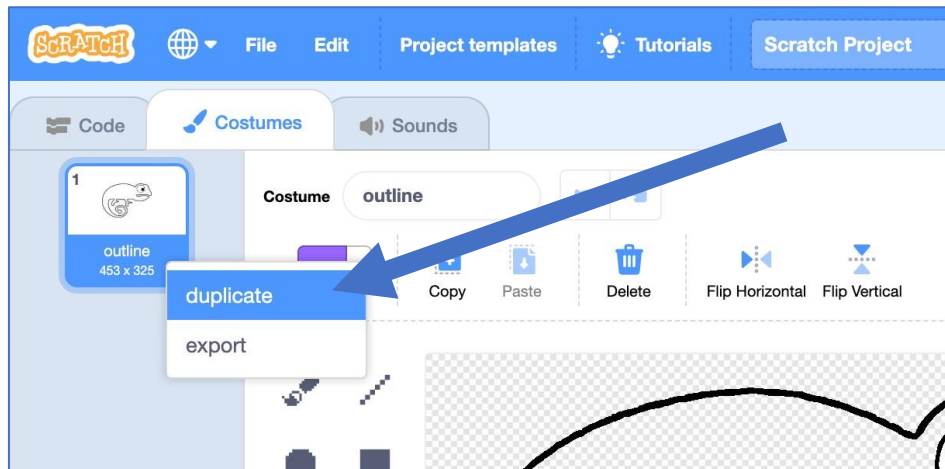 SCRATCH File Edit Project templates Tutorials Scratch Project
Code Costumes Sounds
1
outline
453 x 325
Costume outline
Copy Paste Delete Flip Horizontal Flip Vertical
duplicate
export